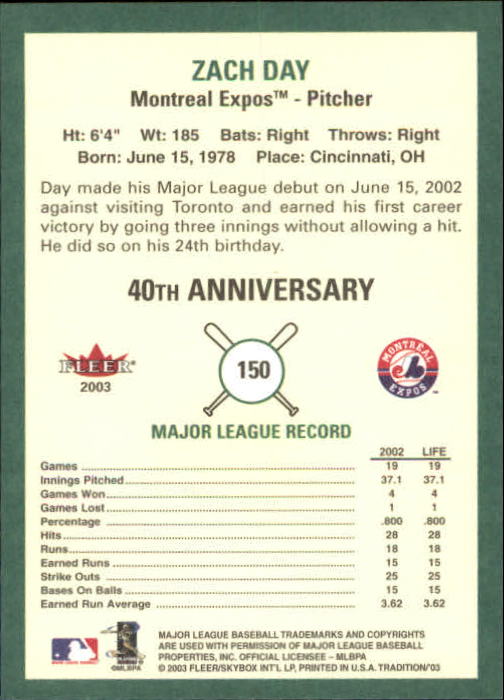 ZACH DAY
Montreal Expos™ - Pitcher
Ht: 6'4" Wt: 185 Bats: Right Throws: Right
Born: June 15, 1978 Place: Cincinnati, OH
Day made his Major League debut on June 15, 2002
against visiting Toronto and earned his first career
victory by going three innings without allowing a hit.
He did so on his 24th birthday.
40TH ANNIVERSARY
FLEER
2003
150
MONTREAL
EXPOS ™
MAJOR LEAGUE RECORD
2002 LIFE
Games 19 19
Innings Pitched 37.1 37.1
Games Won 4 4
Games Lost 1 1
Percentage .800 .800
Hits 28 28
Runs 18 18
Earned Runs 15 15
Strike Outs 25 25
Bases On Balls 15 15
Earned Run Average 3.62 3.62
©MLBPA
MAJOR LEAGUE BASEBALL TRADEMARKS AND COPYRIGHTS
ARE USED WITH PERMISSION OF MAJOR LEAGUE BASEBALL
PROPERTIES, INC. OFFICIAL LICENSEE – MLBPA
© 2003 FLEER/SKYBOX INT'L LP, PRINTED IN U.S.A. TRADITION'03